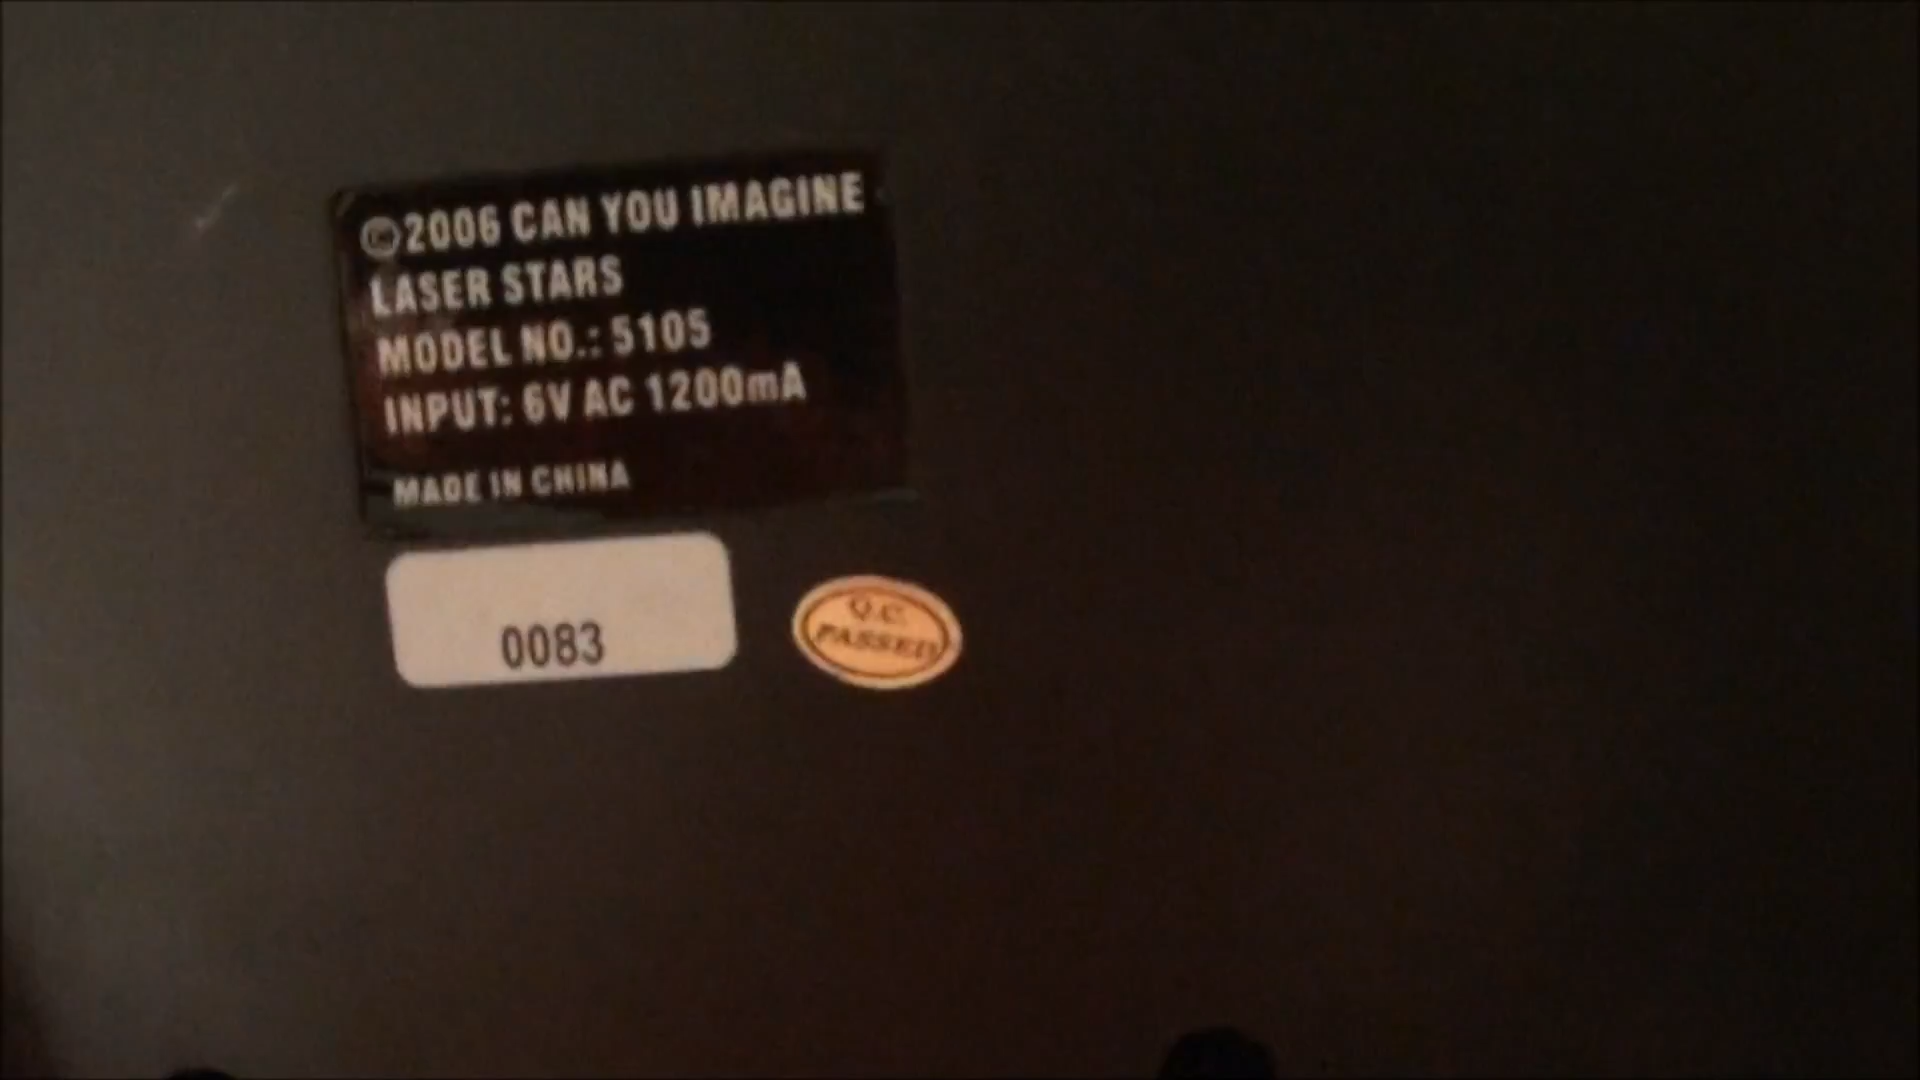 ©2006 CAN YOU IMAGINE
LASER STARS
MODEL NO.: 5105
INPUT: 6V AC 1200mA
MADE IN CHINA
0083
Q.C.
PASSED